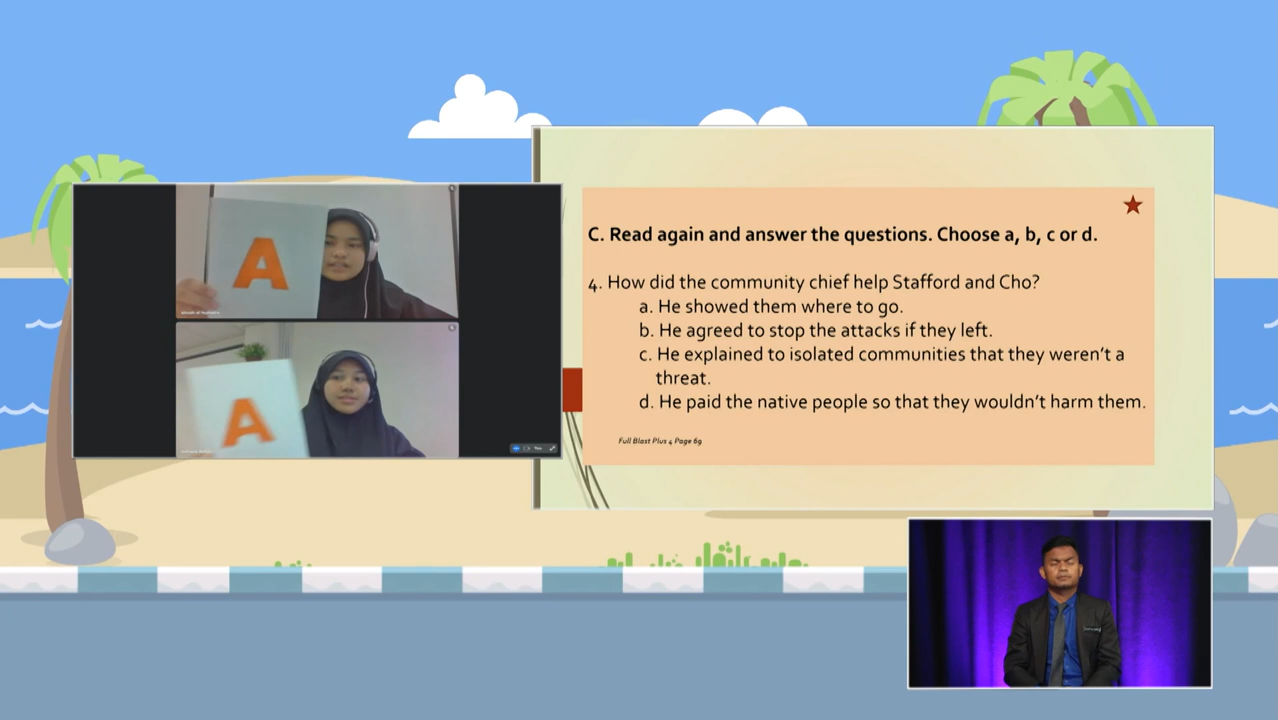 A
A
C. Read again and answer the questions. Choose a, b, c or d.
4. How did the community chief help Stafford and Cho?
a. He showed them where to go.
b. He agreed to stop the attacks if they left.
c. He explained to isolated communities that they weren't a
threat.
d. He paid the native people so that they wouldn't harm them.
Full Blast Plus 4 Page 69